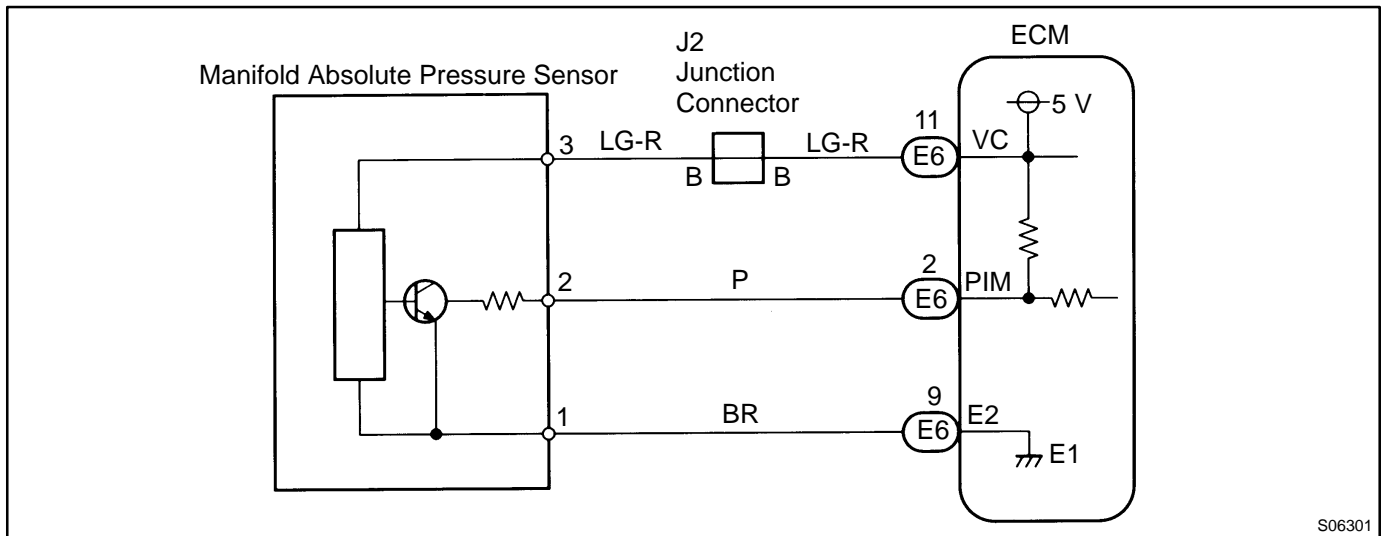 J2
Junction
Connector
ECM
Manifold Absolute Pressure Sensor
5 V
3 LG-R B B LG-R 11 E6 VC
2 P 2 E6 PIM
1 BR 9 E6 E2
E1
S06301